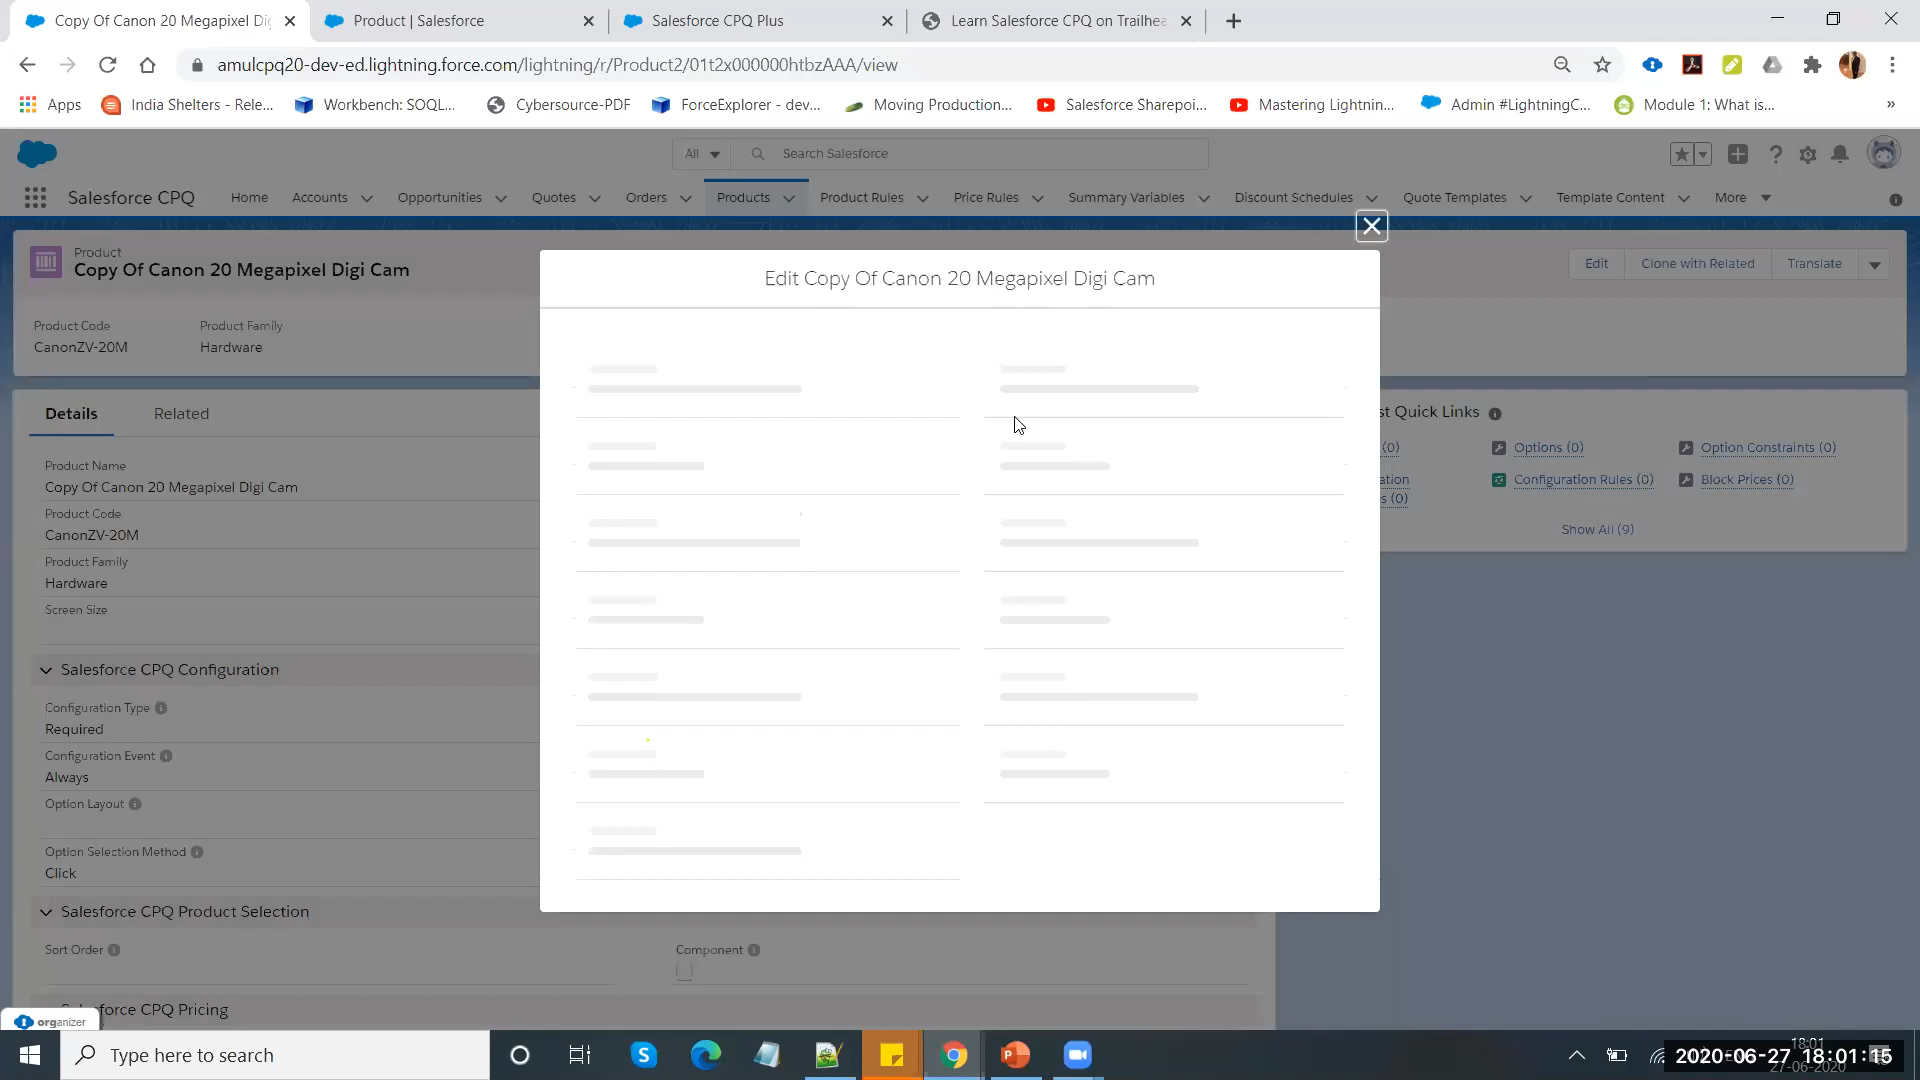 Copy Of Canon 20 Megapixel Di
Product | Salesforce
Salesforce CPQ Plus
Learn Salesforce CPQ on Trailhea
amulcpq20-dev-ed.lightning.force.com/lightning/r/Product2/01t2x000000htbzAAA/view
Apps
India Shelters - Rele...
Workbench: SOQL...
Cybersource-PDF
ForceExplorer - dev...
Moving Production...
Salesforce Sharepoi...
Mastering Lightnin...
Admin #LightningC...
Module 1: What is...
»
All
Search Salesforce
Salesforce CPQ
Home
Accounts
Opportunities
Quotes
Orders
Products
Product Rules
Price Rules
Summary Variables
Discount Schedules
Quote Templates
Template Content
More
Product
Copy Of Canon 20 Megapixel Digi Cam
Edit
Clone with Related
Translate
Edit Copy Of Canon 20 Megapixel Digi Cam
Product Code
CanonZV-20M
Product Family
Hardware
Details
Related
Product Name
Copy Of Canon 20 Megapixel Digi Cam
Product Code
CanonZV-20M
Product Family
Hardware
Screen Size
Salesforce CPQ Configuration
Configuration Type
Required
Configuration Event
Always
Option Layout
Option Selection Method
Click
Salesforce CPQ Product Selection
Sort Order
Component
sforce CPQ Pricing
st Quick Links
(0)
Options (0)
Option Constraints (0)
ation
s (0)
Configuration Rules (0)
Block Prices (0)
Show All (9)
organizer
Type here to search
18:01
27-06-2020
2020-06-27 18:01:15